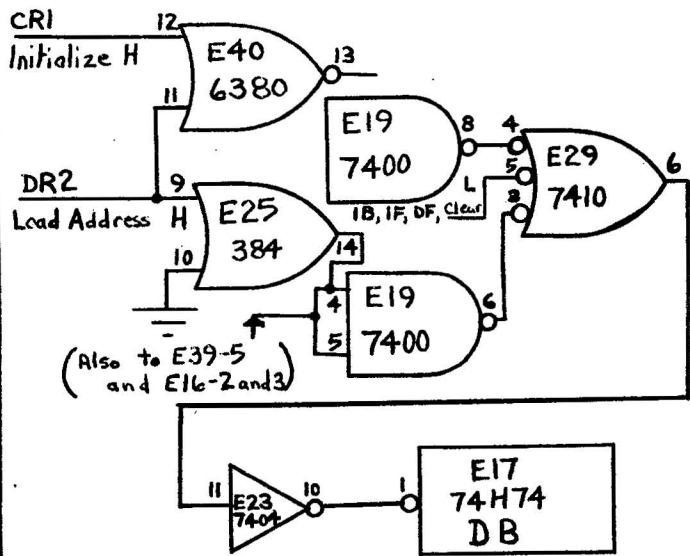 CR1
12
Initialize H
E40
6380
13
11
E19
7400
8
4
E29
7410
6
5
L
1B, 1F, DF, Clear
3
DR2
9
Load Address H
E25
384
14
10
4
E19
7400
6
5
(Also to E39-5
and E16-2 and 3)
11
E23
7404
10
1
E17
74H74
DB